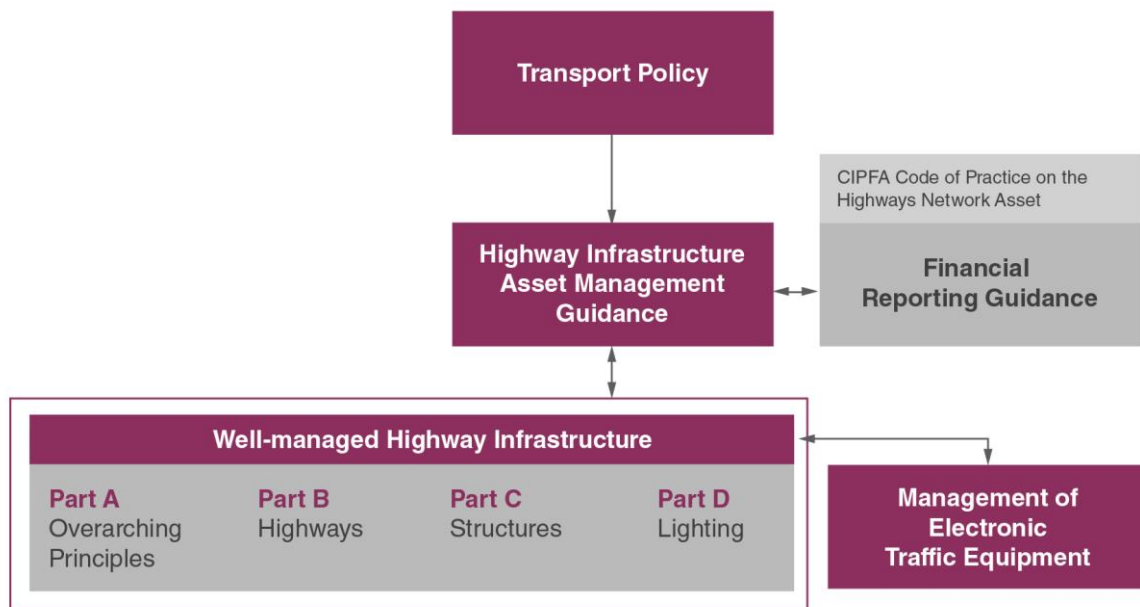 Transport Policy
CIPFA Code of Practice on the
Highways Network Asset
Highway Infrastructure
Asset Management
Guidance
Financial
Reporting Guidance
Well-managed Highway Infrastructure
Part A
Overarching
Principles
Part B
Highways
Part C
Structures
Part D
Lighting
Management of
Electronic
Traffic Equipment